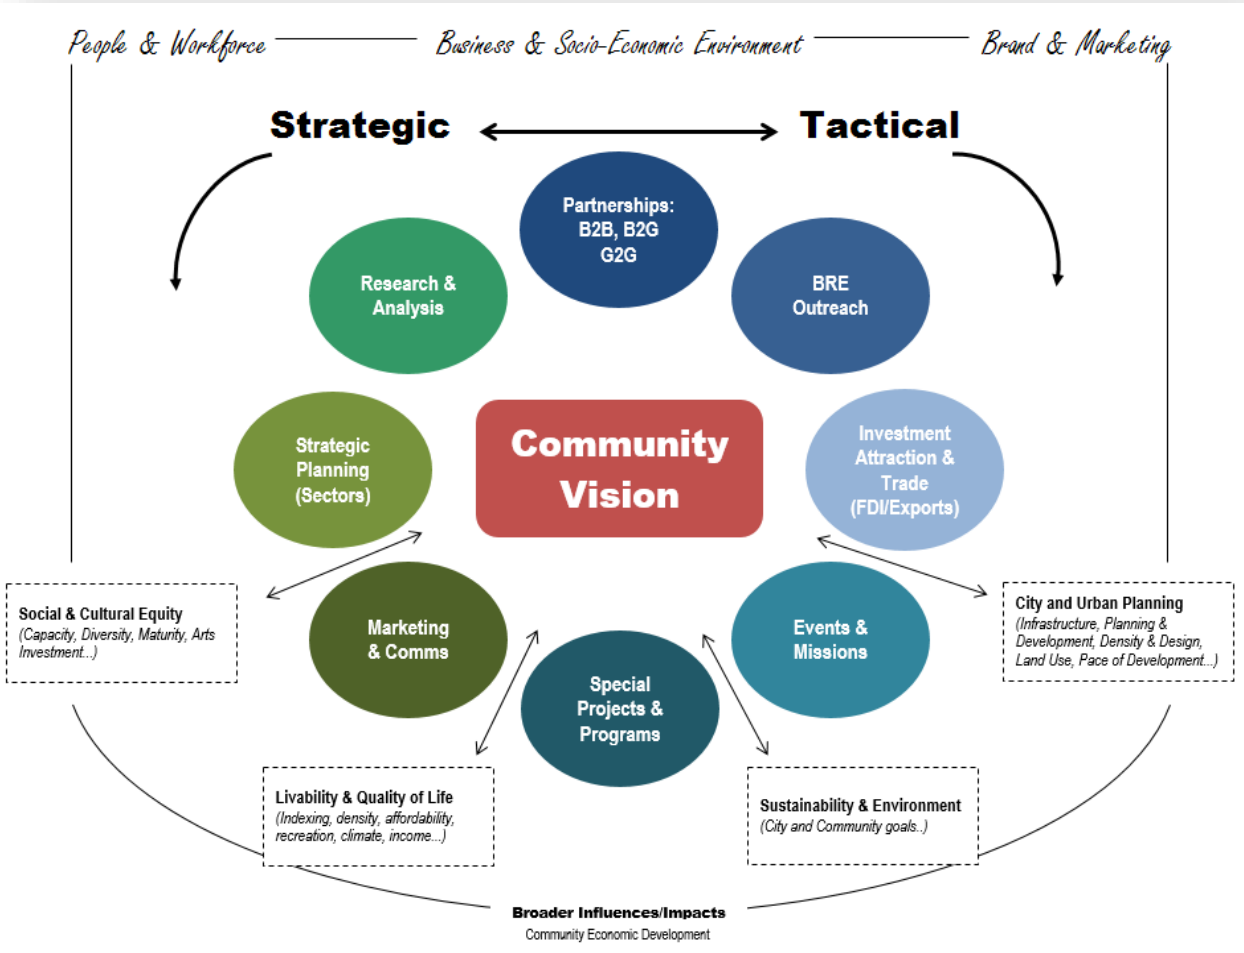 People & Workforce
Business & Socio-Economic Environment
Brand & Marketing
Strategic
Tactical
Partnerships:
B2B, B2G
G2G
Research &
Analysis
BRE
Outreach
Strategic
Planning
(Sectors)
Community
Vision
Investment
Attraction &
Trade
(FDI/Exports)
Marketing
& Comms
Events &
Missions
Special
Projects &
Programs
Social & Cultural Equity
(Capacity, Diversity, Maturity, Arts
Investment...)
City and Urban Planning
(Infrastructure, Planning &
Development, Density & Design,
Land Use, Pace of Development...)
Livability & Quality of Life
(Indexing, density, affordability,
recreation, climate, income...)
Sustainability & Environment
(City and Community goals..)
Broader Influences/Impacts
Community Economic Development